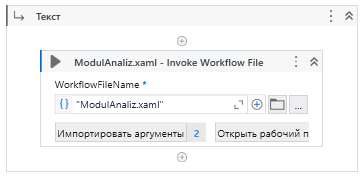 Текст
ModulAnaliz.xaml - Invoke Workflow File
WorkflowFileName *
{} "ModulAnaliz.xaml" ...
Импортировать аргументы 2 Открыть рабочий п